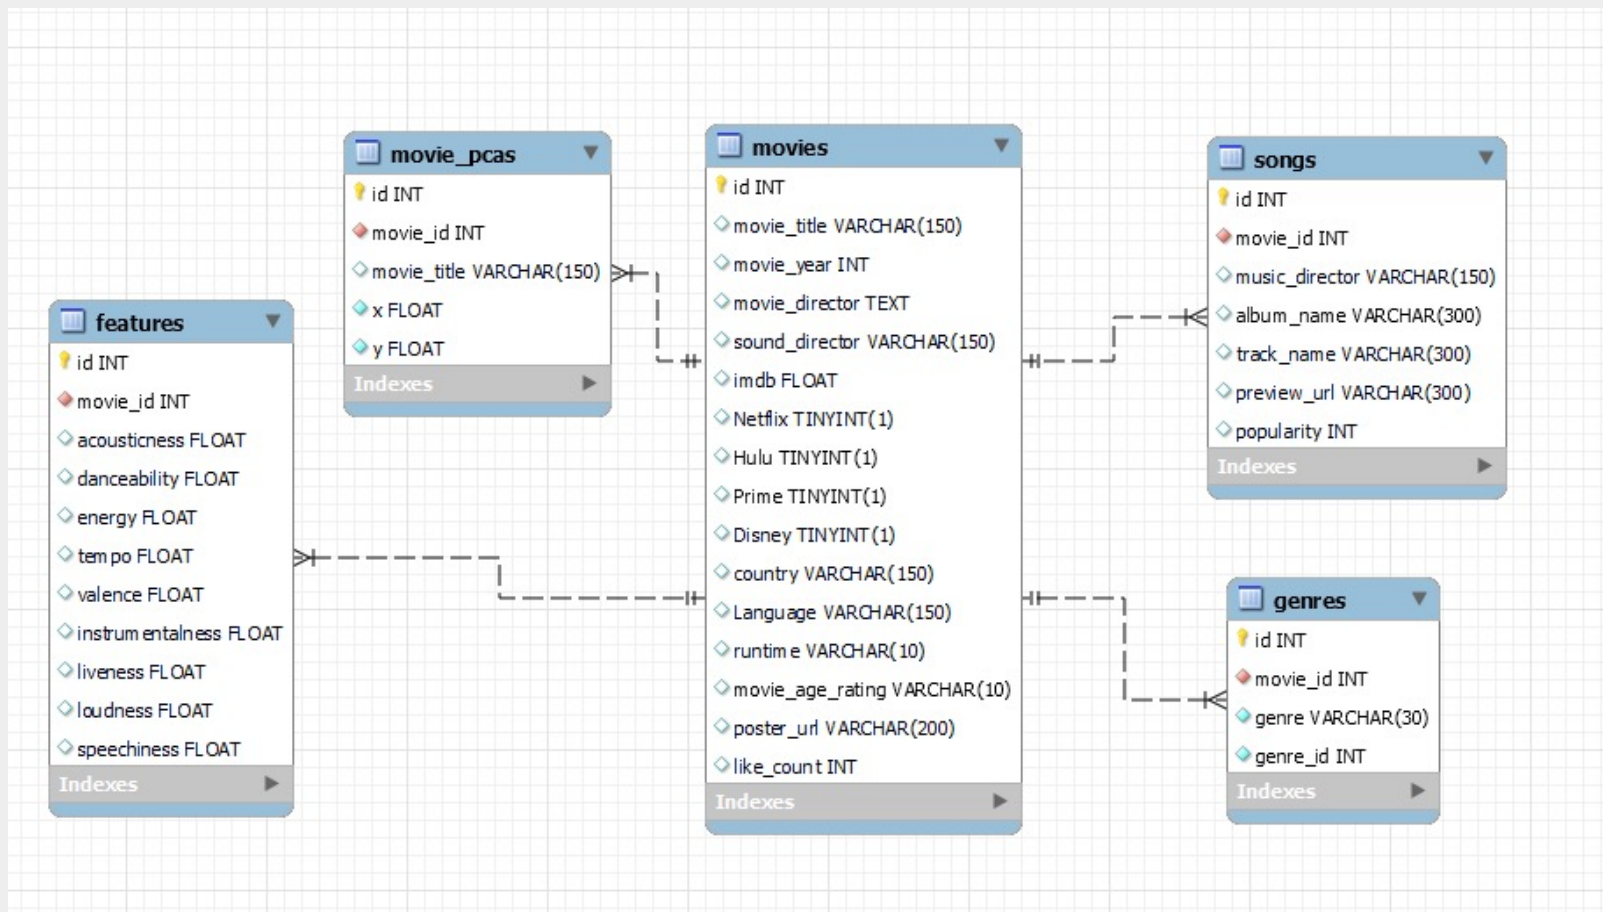 movie_pcas
id INT
movie_id INT
movie_title VARCHAR(150)
x FLOAT
y FLOAT
Indexes
movies
id INT
movie_title VARCHAR(150)
movie_year INT
movie_director TEXT
sound_director VARCHAR(150)
imdb FLOAT
Netflix TINYINT(1)
Hulu TINYINT(1)
Prime TINYINT(1)
Disney TINYINT(1)
country VARCHAR(150)
Language VARCHAR(150)
runtime VARCHAR(10)
movie_age_rating VARCHAR(10)
poster_url VARCHAR(200)
like_count INT
Indexes
songs
id INT
movie_id INT
music_director VARCHAR(150)
album_name VARCHAR(300)
track_name VARCHAR(300)
preview_url VARCHAR(300)
popularity INT
Indexes
features
id INT
movie_id INT
acousticness FLOAT
danceability FLOAT
energy FLOAT
tempo FLOAT
valence FLOAT
instrumentalness FLOAT
liveness FLOAT
loudness FLOAT
speechiness FLOAT
Indexes
genres
id INT
movie_id INT
genre VARCHAR(30)
genre_id INT
Indexes